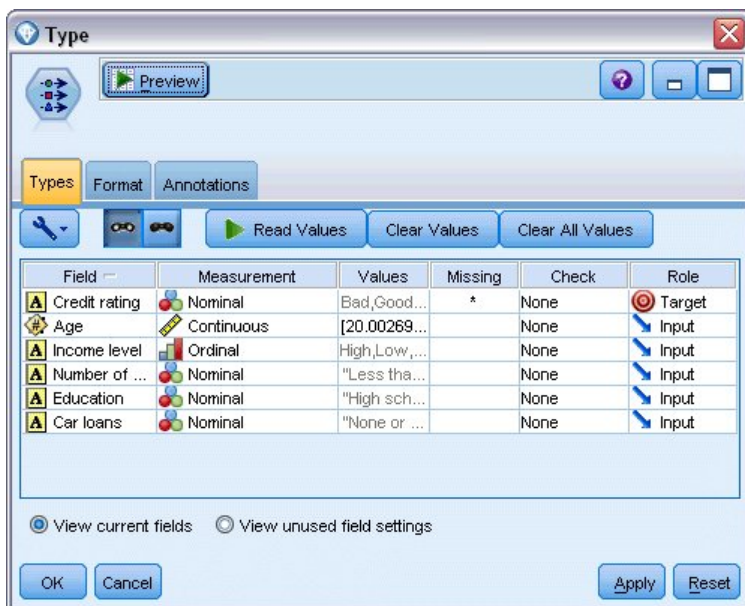 Type
Preview
Types Format Annotations
Read Values Clear Values Clear All Values
Field Measurement Values Missing Check Role
Credit rating Nominal Bad,Good... * None Target
Age Continuous [20.00269... None Input
Income level Ordinal High,Low,... None Input
Number of ... Nominal "Less tha... None Input
Education Nominal "High sch... None Input
Car loans Nominal "None or ... None Input
View current fields View unused field settings
OK Cancel Apply Reset